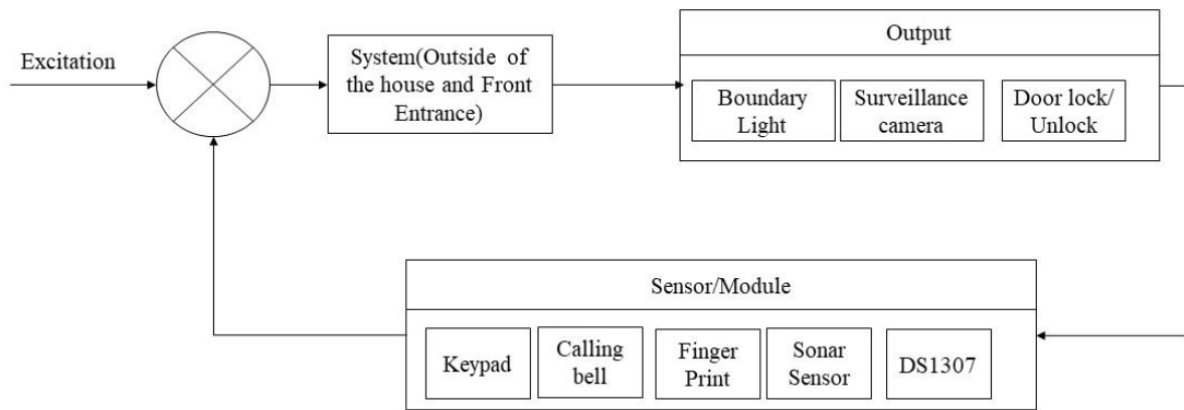 Excitation
System(Outside of
the house and Front
Entrance)
Output
Boundary
Light
Surveillance
camera
Door lock/
Unlock
Sensor/Module
Keypad
Calling
bell
Finger
Print
Sonar
Sensor
DS1307